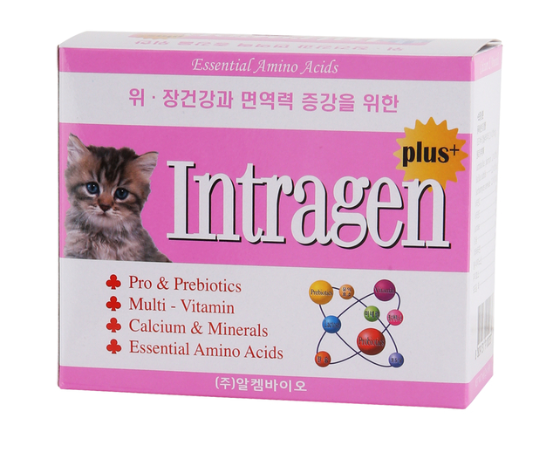 Essential Amino Acids
위 · 장건강과 면역력 증강을 위한
plus+
Intragen
Pro & Prebiotics
Multi - Vitamin
Calcium & Minerals
Essential Amino Acids
(주)알켐바이오